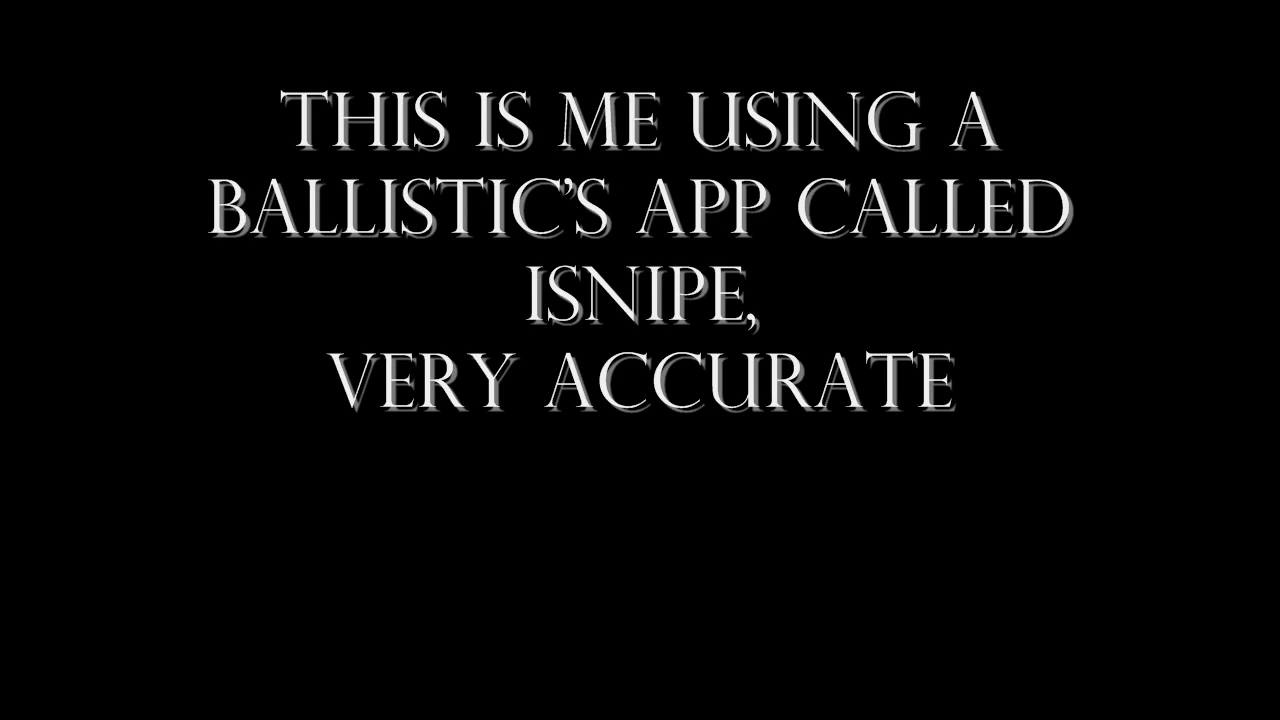 THIS IS ME USING A
BALLISTIC’S APP CALLED
ISNIPE,
VERY ACCURATE